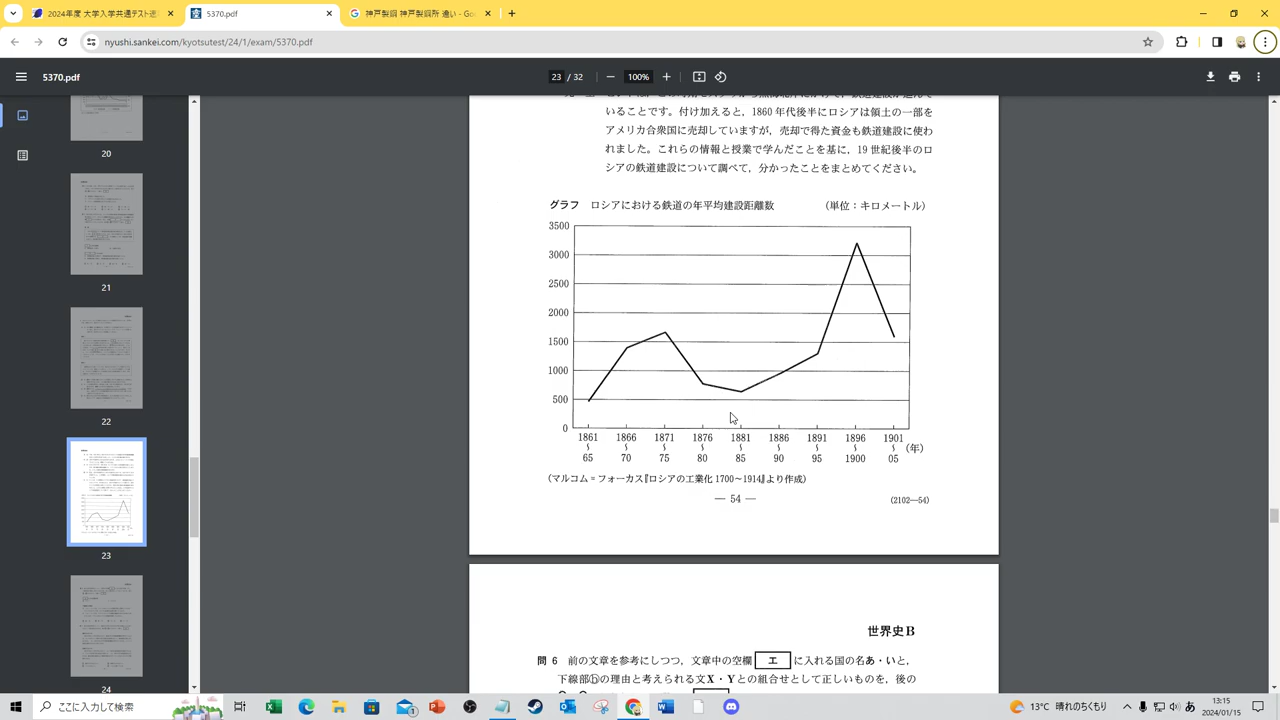 2024年度 大学入学共通テスト速
5370.pdf
神戸製鋼 神戸製鋼所 違い - Go
nyushi.sankei.com/kyotsutest/24/1/exam/5370.pdf
5370.pdf
23 / 32
100%
20
21
22
23
24
いることです。付け加えると，1860 年代後半にロシアは領土の一部を
アメリカ合衆国に売却していますが，売却で得た資金も鉄道建設に使わ
れました。これらの情報と授業で学んだことを基に，19 世紀後半のロ
シアの鉄道建設について調べて，分かったことをまとめてください。
グラフ ロシアにおける鉄道の年平均建設距離数 （単位：キロメートル）
3500
3000
2500
2000
1500
1000
500
0
1861 1866 1871 1876 1881 1886 1891 1896 1901
〜 〜 〜 〜 〜 〜 〜 〜 〜 (年)
65 70 75 80 85 90 95 1900 05
コム＝フォーカス『ロシアの工業化 1700〜1914』より
— 54 —
(2102—54)
世界史B
問 6 前の文章を参考にしつつ，文章中の空欄 エ に入れる国の名あ・いと，
下線部ⓑの理由と考えられる文X・Yとの組合せとして正しいものを，後の
ここに入力して検索
13°C 晴れのちくもり
あ
13:15
2024/01/15